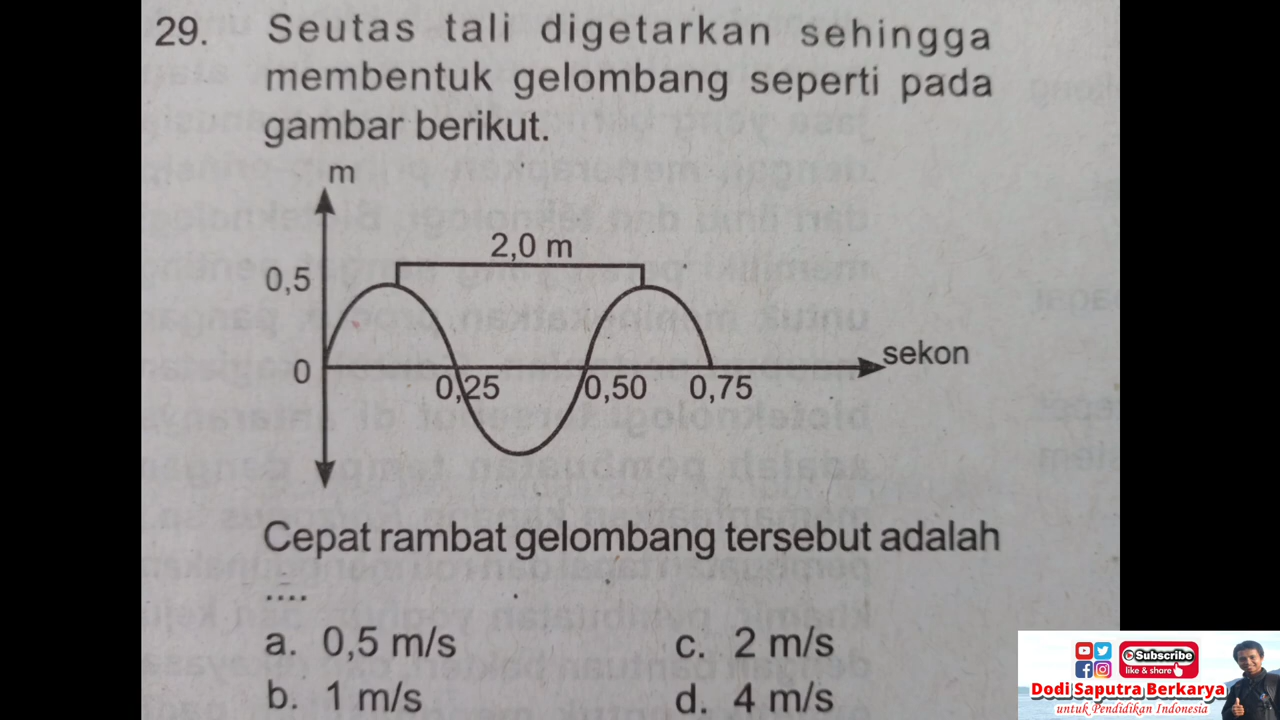 29. Seutas tali digetarkan sehingga
membentuk gelombang seperti pada
gambar berikut.
m
2,0 m
0,5
0
sekon
0,25 0,50 0,75
Cepat rambat gelombang tersebut adalah
....
a. 0,5 m/s c. 2 m/s
b. 1 m/s d. 4 m/s
Subscribe
like & share
Dodi Saputra Berkarya
untuk Pendidikan Indonesia